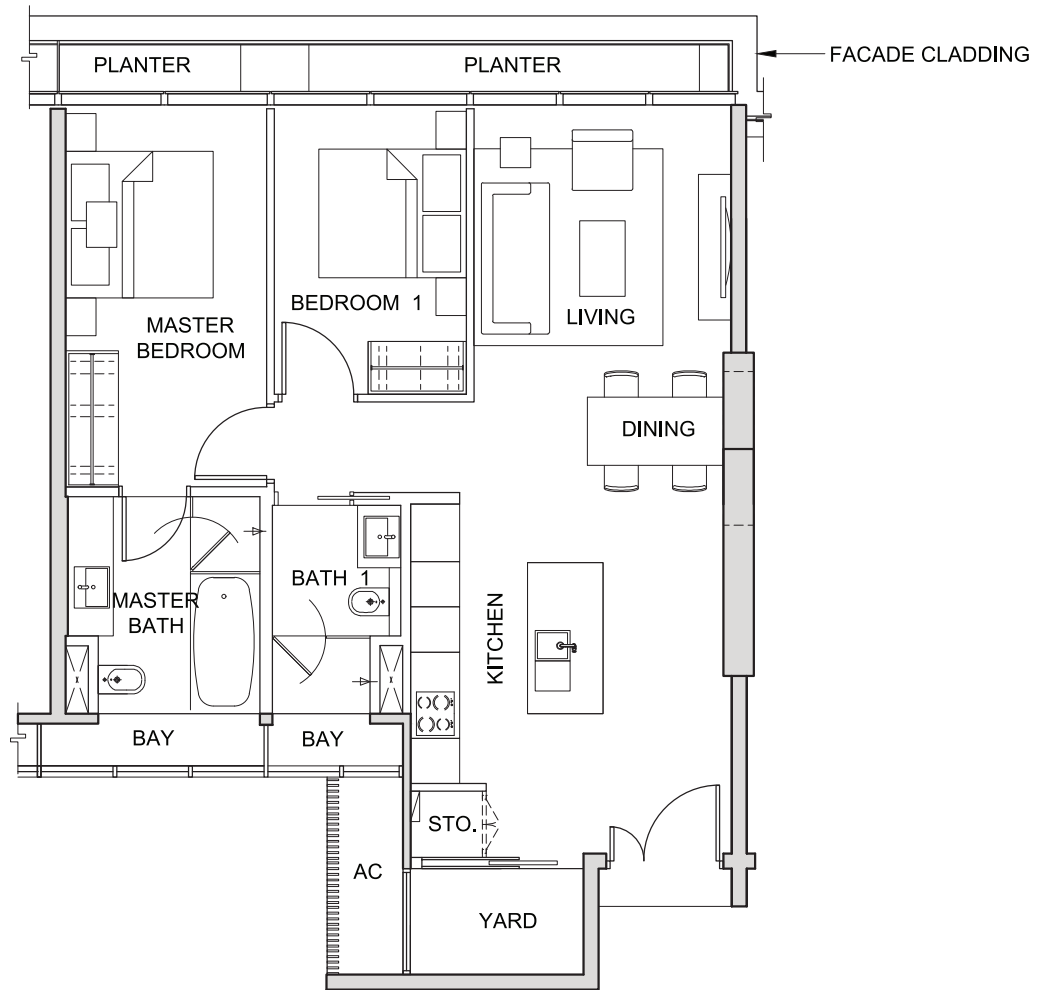 PLANTER
PLANTER
FACADE CLADDING
BEDROOM 1
LIVING
MASTER
BEDROOM
DINING
BATH 1
MASTER
BATH
KITCHEN
BAY
BAY
STO.
AC
YARD